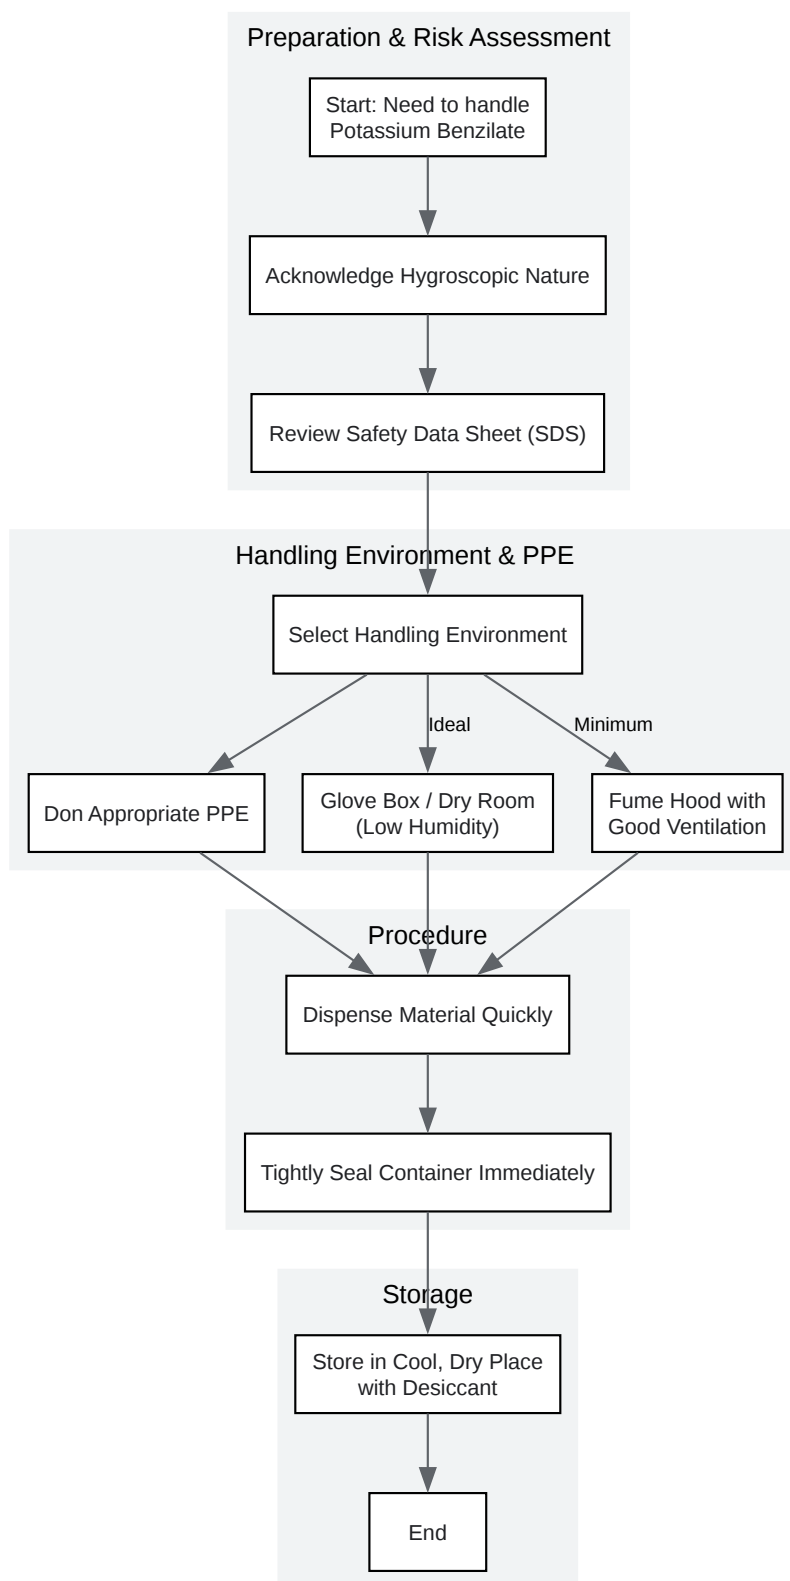 Preparation & Risk Assessment
Start: Need to handle
Potassium Benzilate
Acknowledge Hygroscopic Nature
Review Safety Data Sheet (SDS)
Handling Environment & PPE
Select Handling Environment
Ideal
Minimum
Don Appropriate PPE
Glove Box / Dry Room
(Low Humidity)
Fume Hood with
Good Ventilation
Procedure
Dispense Material Quickly
Tightly Seal Container Immediately
Storage
Store in Cool, Dry Place
with Desiccant
End